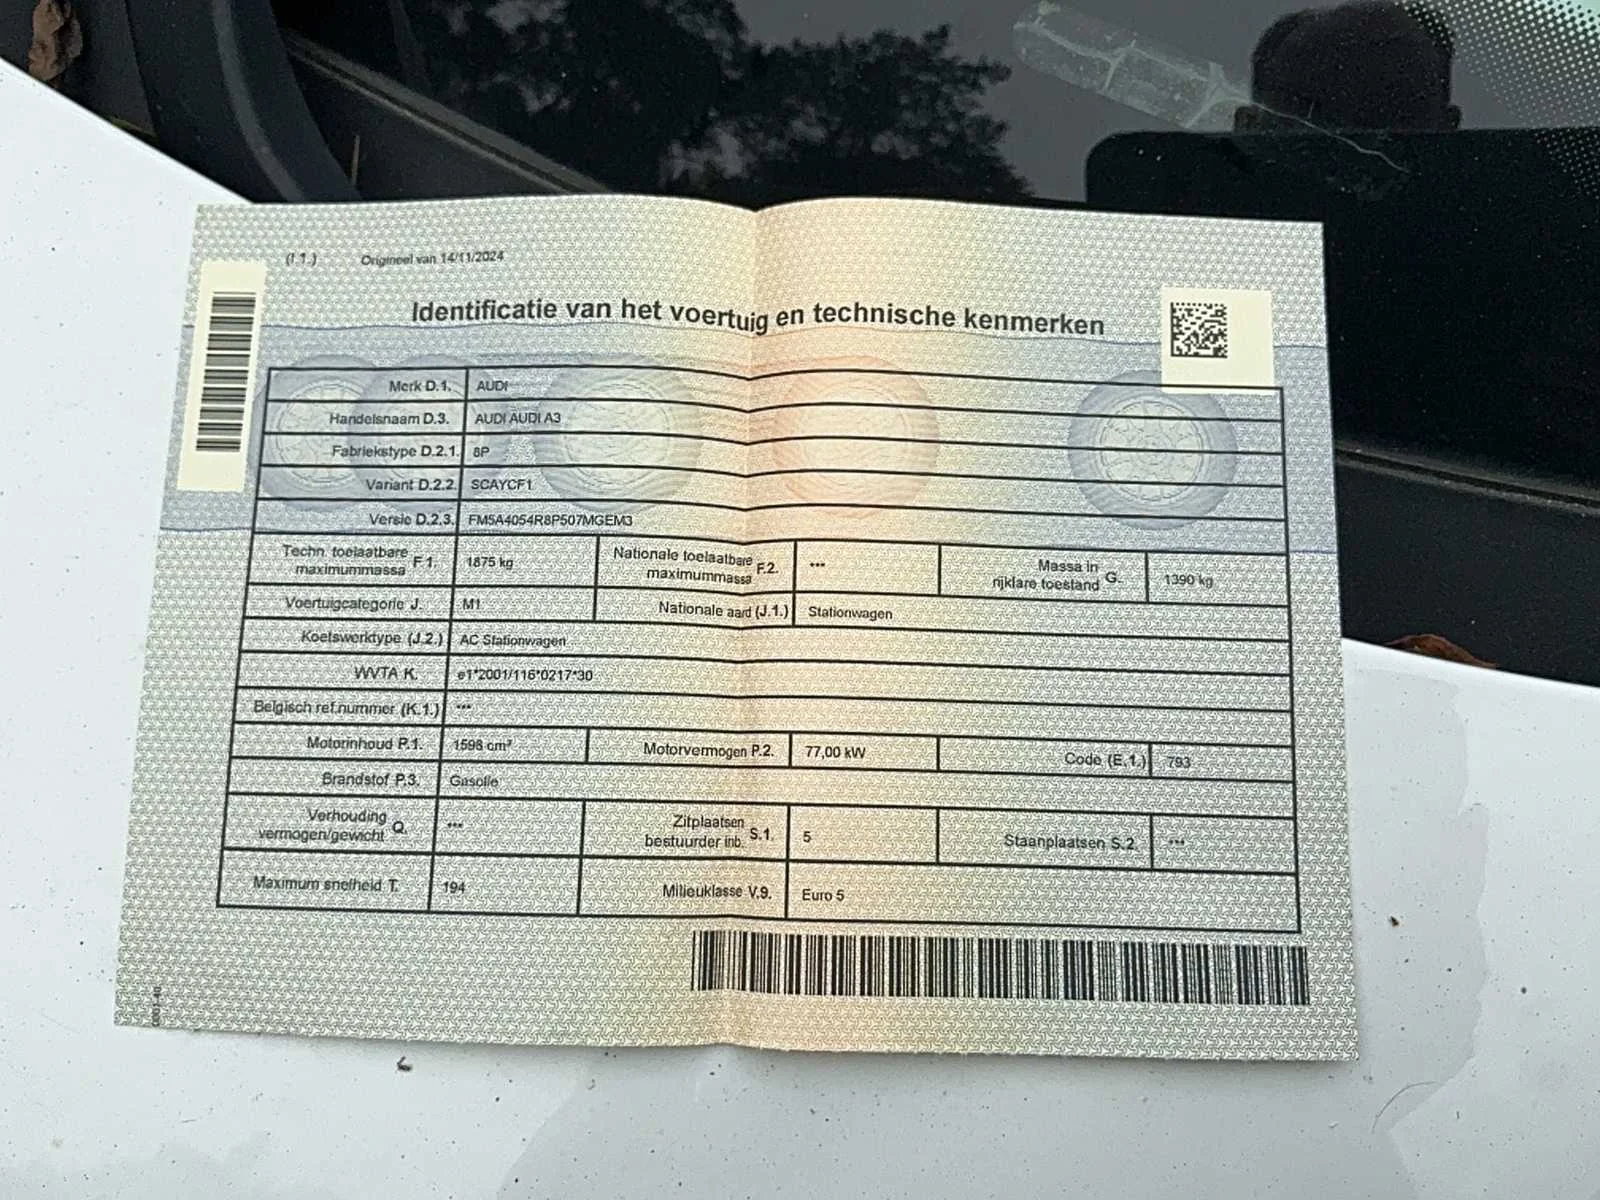 (I.1.) Origineel van 14/11/2024
Identificatie van het voertuig en technische kenmerken
Merk D.1. AUDI
Handelsnaam D.3. AUDI AUDI A3
Fabriekstype D.2.1. 8P
Variant D.2.2. SCAYCF1
Versie D.2.3. FM5A4054R8P507MGEM3
Techn. toelaatbare maximummassa F.1. 1875 kg Nationale toelaatbare maximummassa F.2. *** Massa in rijklare toestand G. 1390 kg
Voertuigcategorie J. M1 Nationale aard (J.1.) Stationwagen
Koetswerktype (J.2.) AC Stationwagen
WVTA K. e1*2001/116*0217*30
Belgisch ref.nummer (K.1.) ***
Motorinhoud P.1. 1598 cm³ Motorvermogen P.2. 77,00 kW Code (E.1.) 793
Brandstof P.3. Gasolie
Verhouding vermogen/gewicht Q. *** Zitplaatsen bestuurder inb. S.1. 5 Staanplaatsen S.2. ***
Maximum snelheid T. 194 Milieuklasse V.9. Euro 5